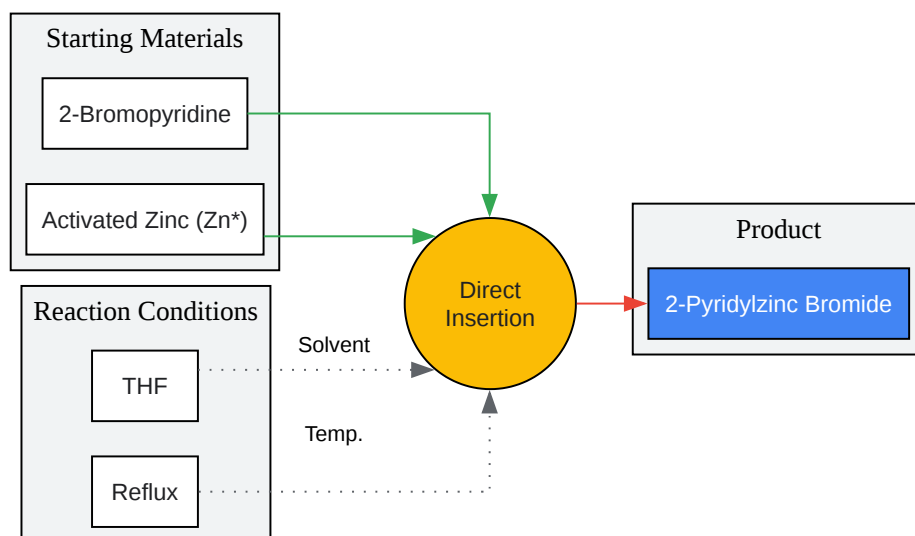 Starting Materials
2-Bromopyridine
Activated Zinc (Zn*)
Reaction Conditions
THF
Reflux
Solvent
Temp.
Direct
Insertion
Product
2-Pyridylzinc Bromide